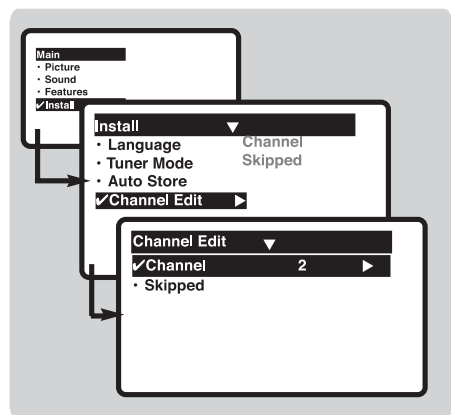 Main
· Picture
· Sound
· Features
✔Install
Install ▼
· Language Channel
· Tuner Mode Skipped
· Auto Store
✔Channel Edit ▶
Channel Edit ▼
✔Channel 2 ▶
· Skipped